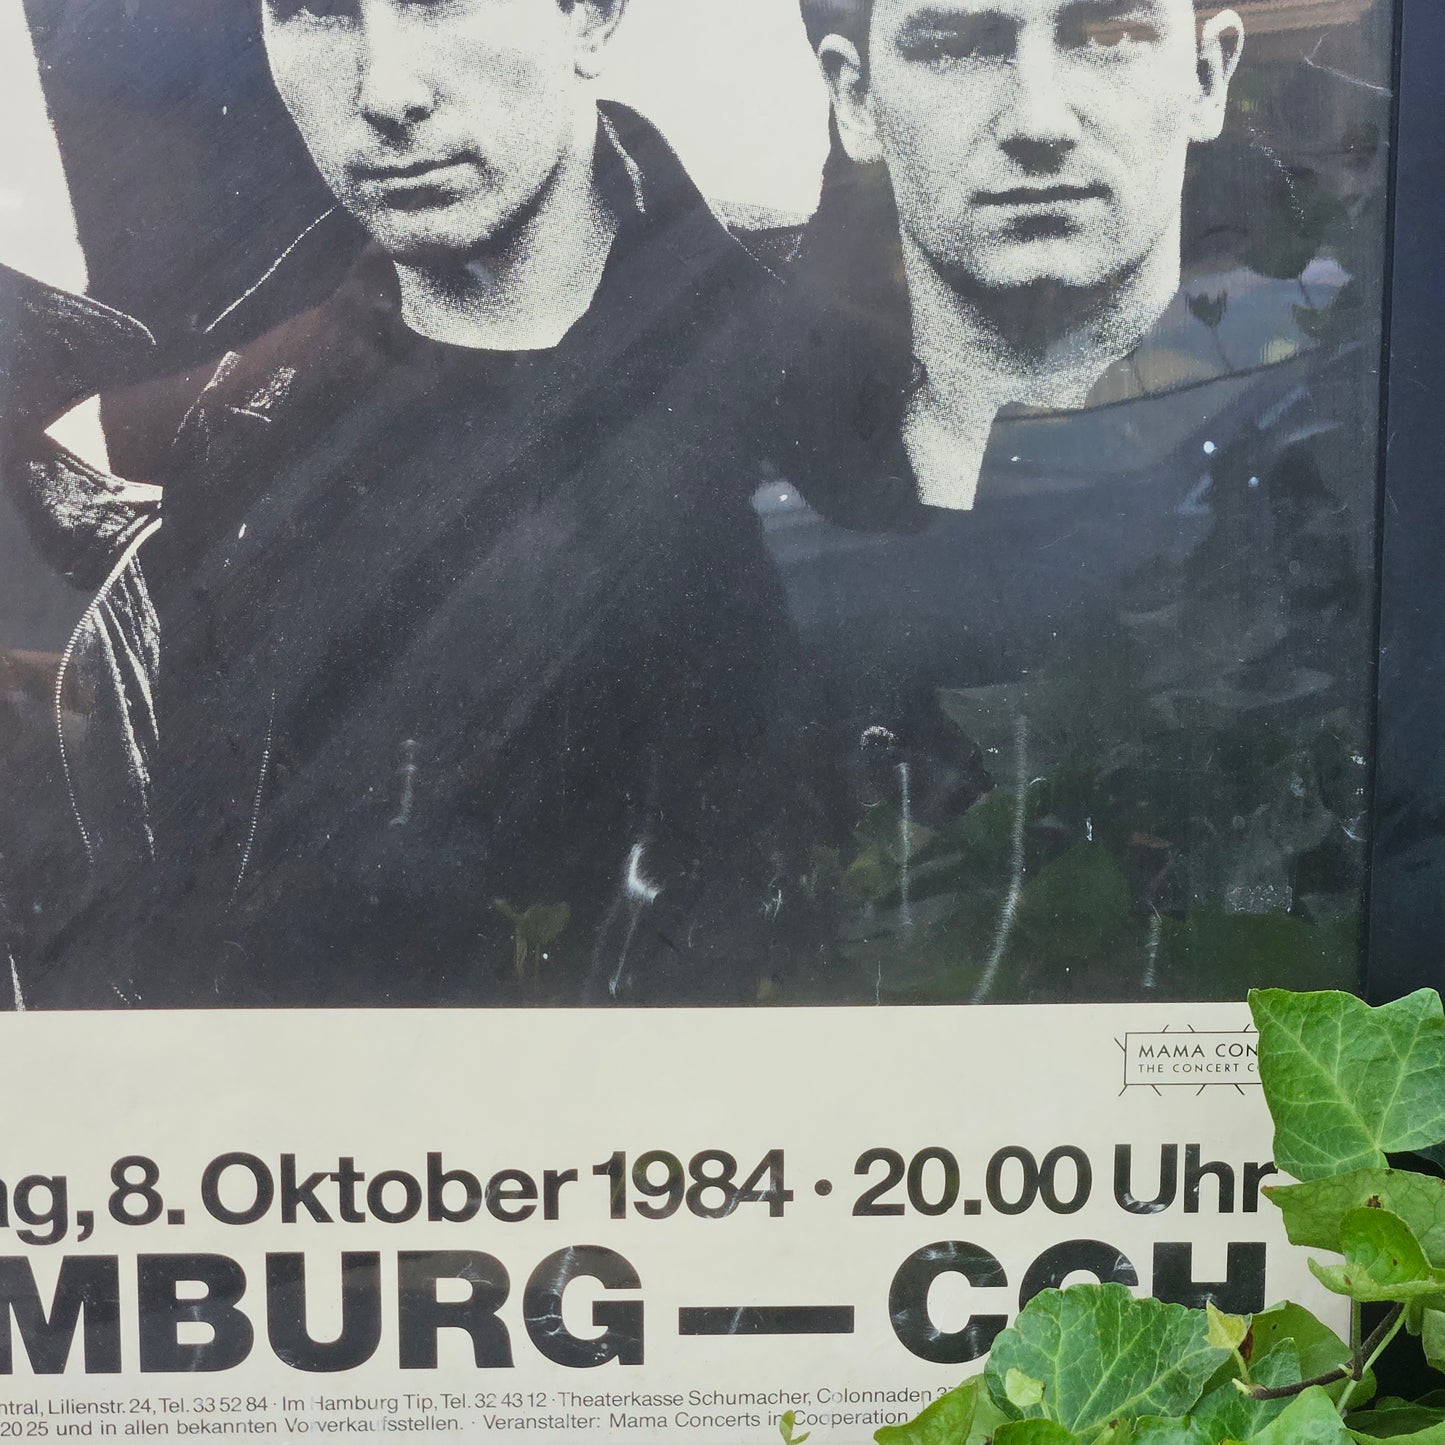 MAMA CON
THE CONCERT C
ag, 8. Oktober 1984 · 20.00 Uhr
MBURG — CCH
ntral, Lilienstr. 24, Tel. 33 52 84 · Im Hamburg Tip, Tel. 32 43 12 · Theaterkasse Schumacher, Colonnaden 37
20 25 und in allen bekannten Vorverkaufsstellen. · Veranstalter: Mama Concerts in Cooperation